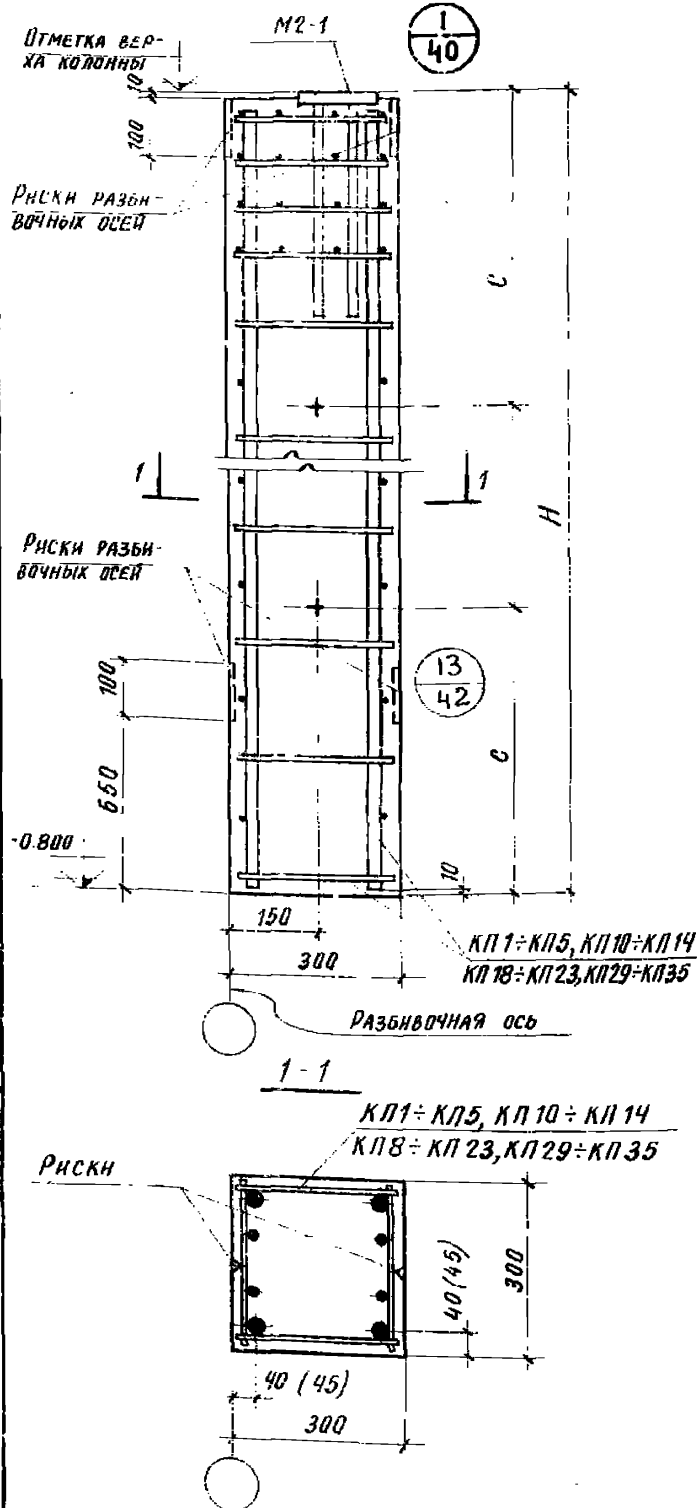 1
40
М2-1
ОТМЕТКА ВЕР-
ХА КОЛОННЫ
10
100
РИСКИ РАЗБИ-
ВОЧНЫХ ОСЕЙ
С
Н
1
1
РИСКИ РАЗБИ-
ВОЧНЫХ ОСЕЙ
13
42
100
650
С
-0.800
10
150
300
КП1÷КП5, КП10÷КП14
КП18÷КП23, КП29÷КП35
РАЗБИВОЧНАЯ ОСЬ
1-1
КП1÷КП5, КП10÷КП14
КП8÷КП23, КП29÷КП35
РИСКИ
40 (45)
300
40 (45)
300